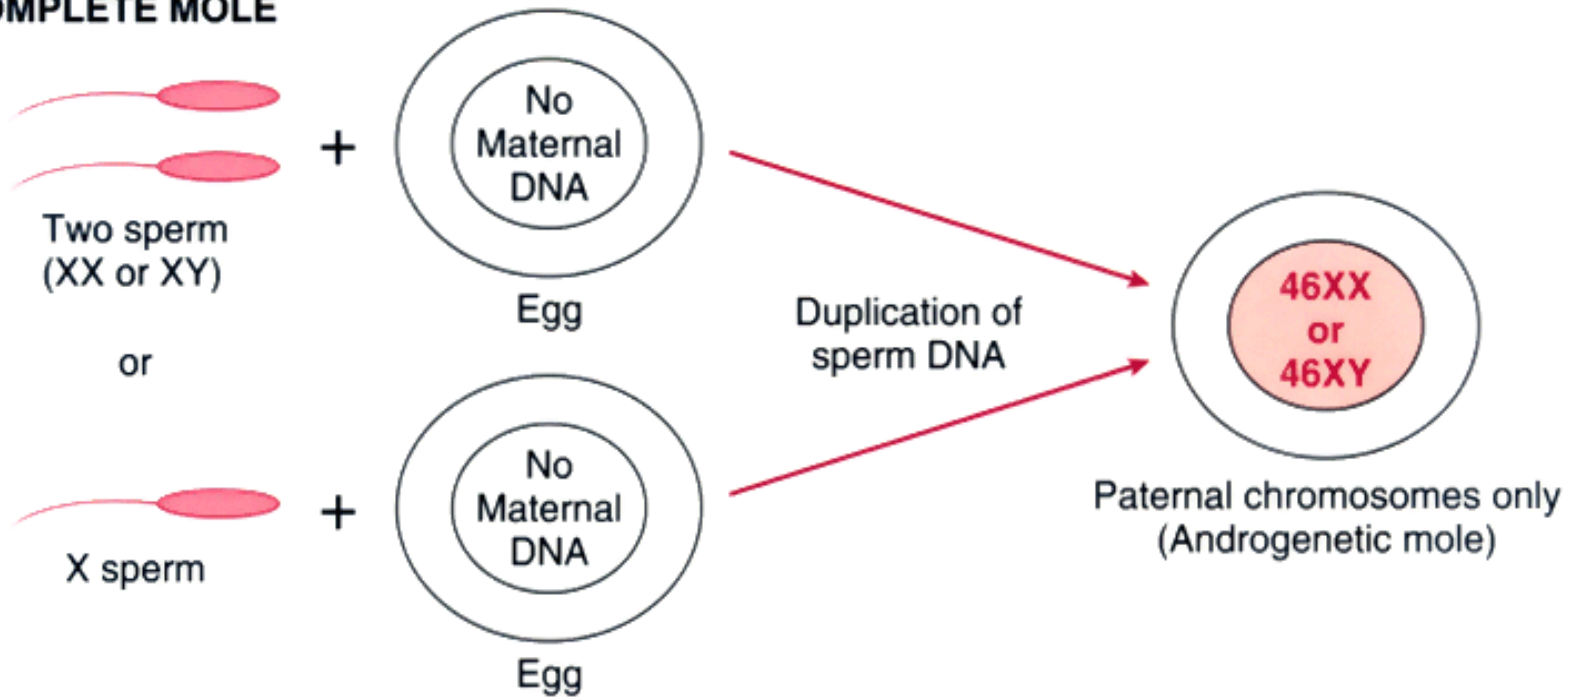 OMPLETE MOLE
+
No
Maternal
DNA
Two sperm
(XX or XY)
Egg
or
Duplication of
sperm DNA
46XX
or
46XY
Paternal chromosomes only
(Androgenetic mole)
X sperm
+
No
Maternal
DNA
Egg